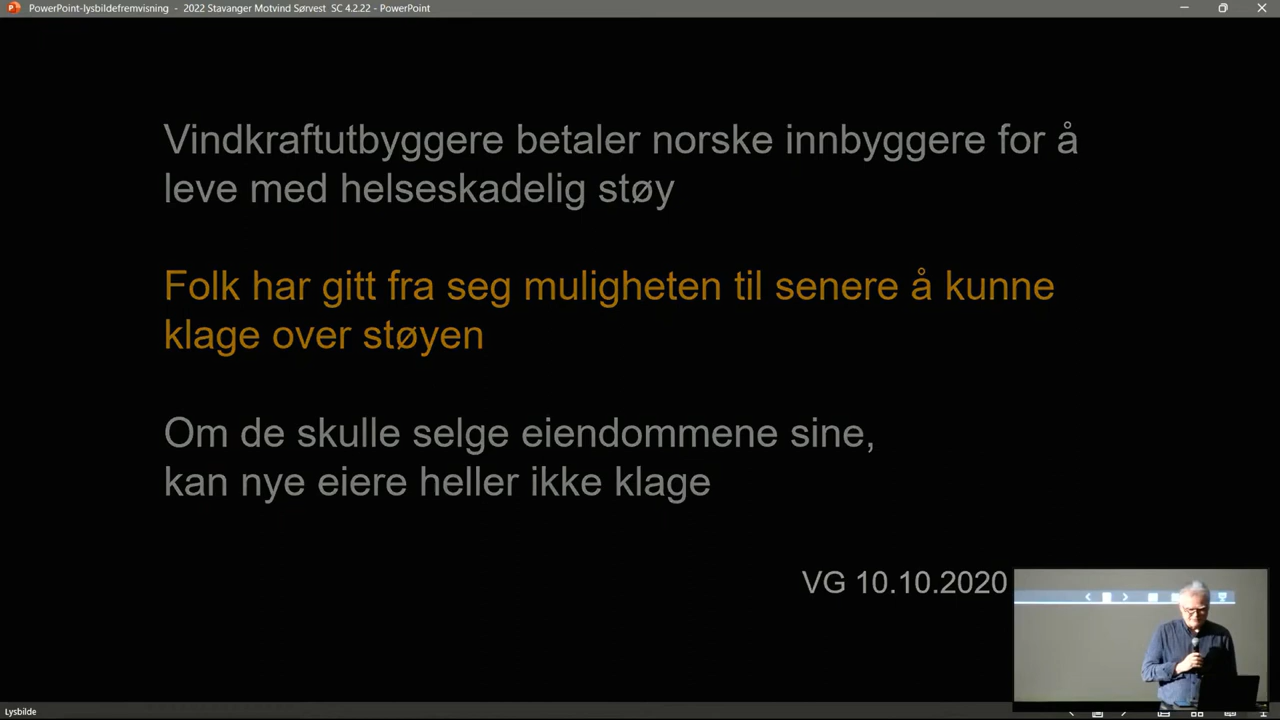 PowerPoint-lysbildefremvisning - 2022 Stavanger Motvind Sørvest SC 4.2.22 - PowerPoint
Vindkraftutbyggere betaler norske innbyggere for å
leve med helseskadelig støy
Folk har gitt fra seg muligheten til senere å kunne
klage over støyen
Om de skulle selge eiendommene sine,
kan nye eiere heller ikke klage
VG 10.10.2020
Lysbilde